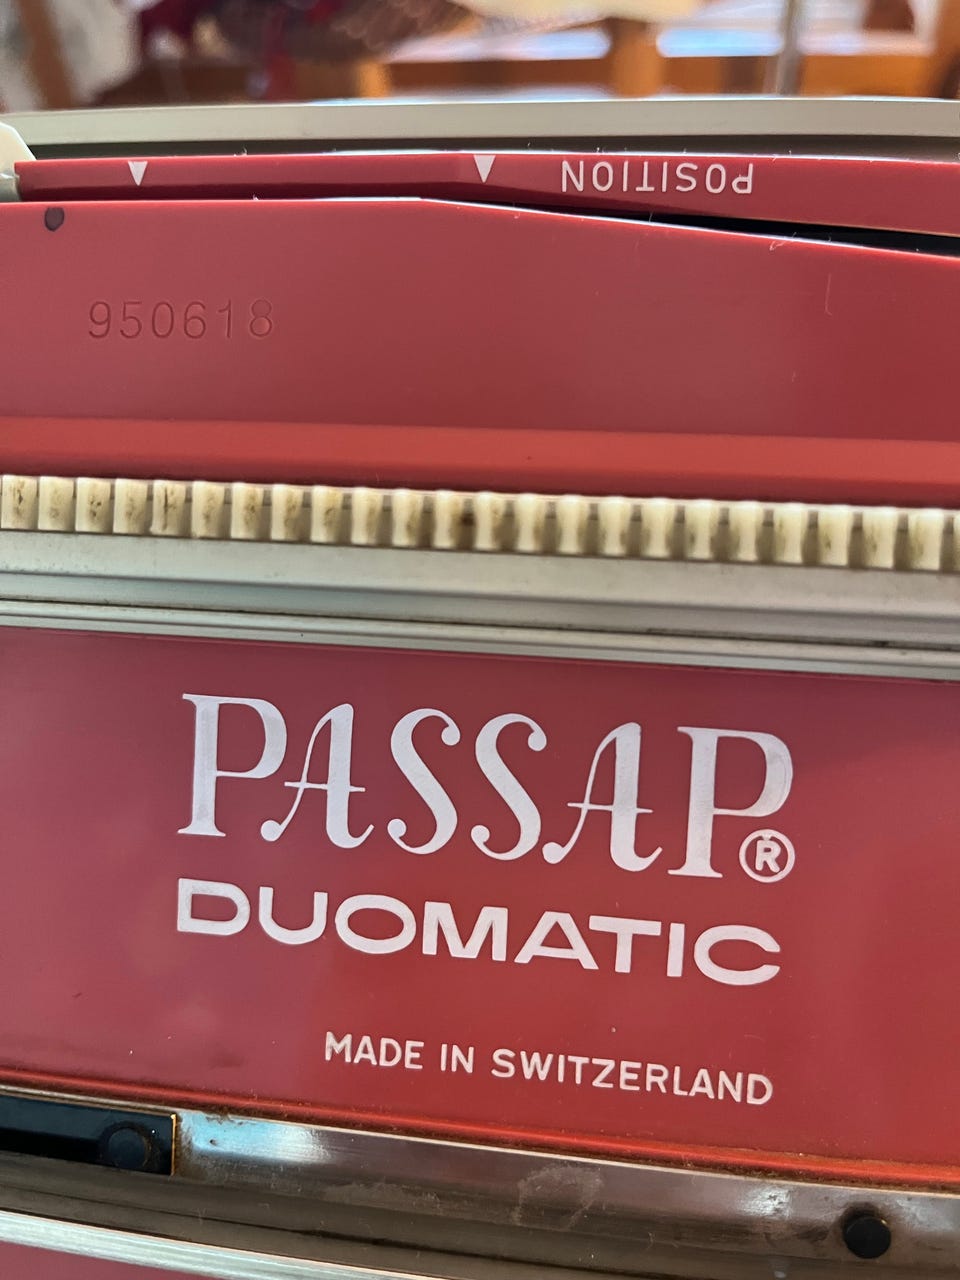 POSITION
950618
PASSAP®
DUOMATIC
MADE IN SWITZERLAND